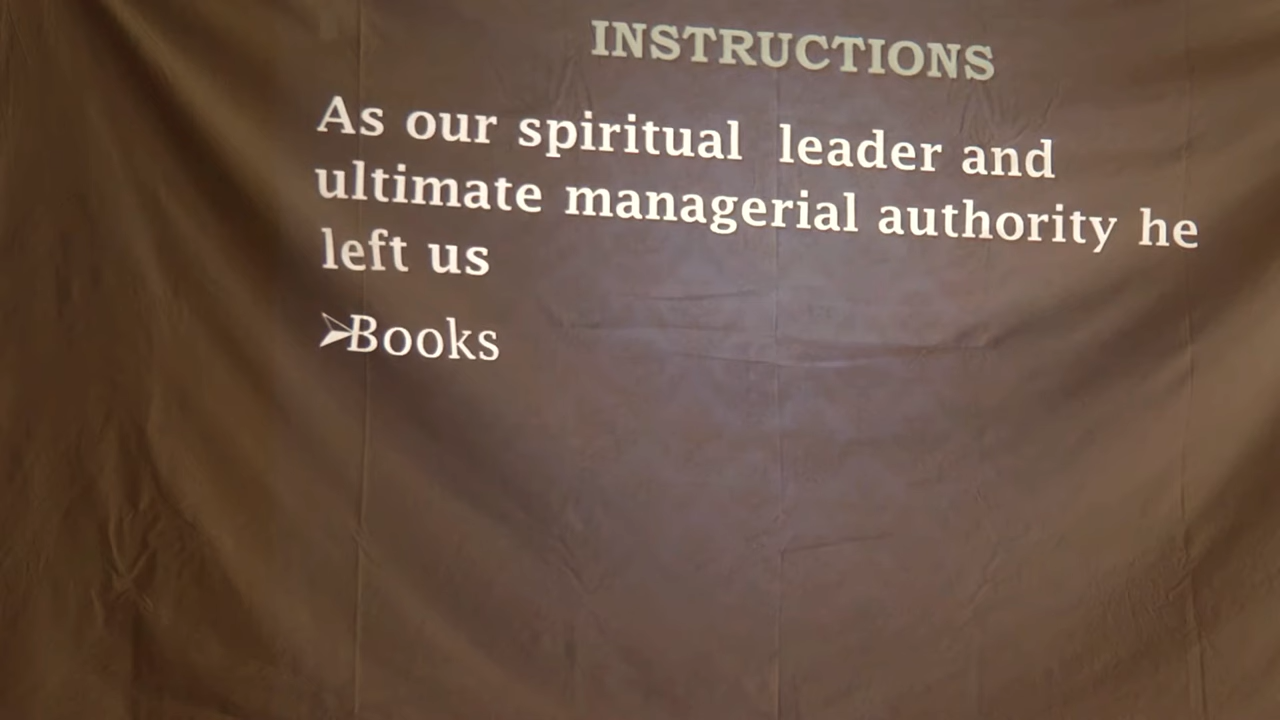 INSTRUCTIONS
As our spiritual leader and
ultimate managerial authority he
left us
➢Books